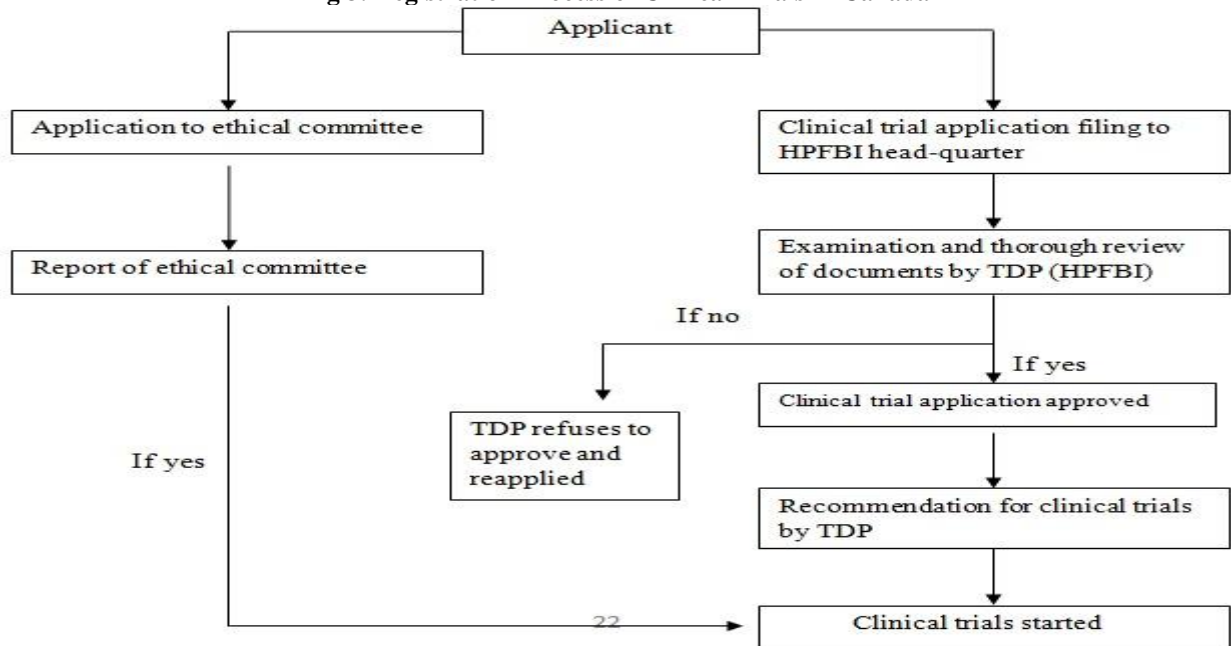 Applicant
Application to ethical committee
Clinical trial application filing to
HPFBI head-quarter
Report of ethical committee
Examination and thorough review
of documents by TDP (HPFBI)
If no
If yes
Clinical trial application approved
TDP refuses to
approve and
reapplied
If yes
Recommendation for clinical trials
by TDP
22
Clinical trials started